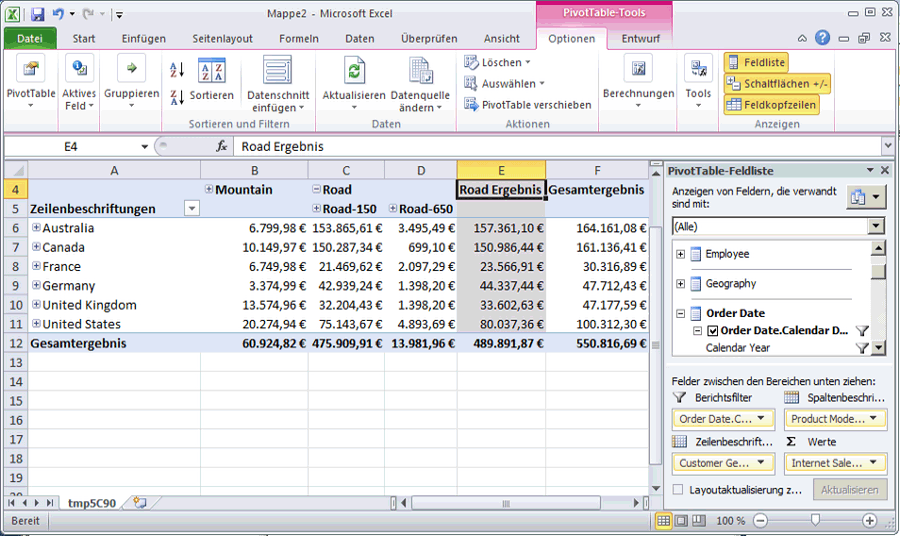 Mappe2 - Microsoft Excel
PivotTable-Tools
Datei Start Einfügen Seitenlayout Formeln Daten Überprüfen Ansicht Optionen Entwurf
PivotTable
Aktives Feld
Gruppieren
Sortieren
Datenschnitt einfügen
Sortieren und Filtern
Aktualisieren
Datenquelle ändern
Daten
Löschen
Auswählen
PivotTable verschieben
Aktionen
Berechnungen
Tools
Feldliste
Schaltflächen +/-
Feldkopfzeilen
Anzeigen
E4 fx Road Ergebnis
A B C D E F
4 Mountain Road Road Ergebnis Gesamtergebnis
5 Zeilenbeschriftungen Road-150 Road-650
6 Australia 6.799,98 € 153.865,61 € 3.495,49 € 157.361,10 € 164.161,08 €
7 Canada 10.149,97 € 150.287,34 € 699,10 € 150.986,44 € 161.136,41 €
8 France 6.749,98 € 21.469,62 € 2.097,29 € 23.566,91 € 30.316,89 €
9 Germany 3.374,99 € 42.939,24 € 1.398,20 € 44.337,44 € 47.712,43 €
10 United Kingdom 13.574,96 € 32.204,43 € 1.398,20 € 33.602,63 € 47.177,59 €
11 United States 20.274,94 € 75.143,67 € 4.893,69 € 80.037,36 € 100.312,30 €
12 Gesamtergebnis 60.924,82 € 475.909,91 € 13.981,96 € 489.891,87 € 550.816,69 €
13
14
15
16
17
18
19
tmp5C90
Bereit
100 %
PivotTable-Feldliste
Anzeigen von Feldern, die verwandt
sind mit:
(Alle)
Employee
Geography
Order Date
Order Date.Calendar D...
Calendar Year
Felder zwischen den Bereichen unten ziehen:
Berichtsfilter Spaltenbeschri...
Order Date.C... Product Mode...
Zeilenbeschrift... Σ Werte
Customer Ge... Internet Sale...
Layoutaktualisierung z... Aktualisieren